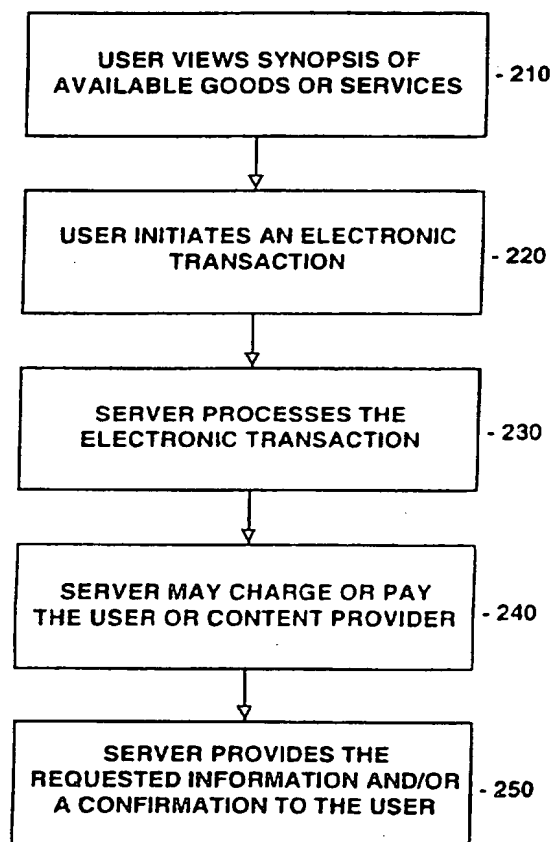 USER VIEWS SYNOPSIS OF
AVAILABLE GOODS OR SERVICES
- 210
USER INITIATES AN ELECTRONIC
TRANSACTION
- 220
SERVER PROCESSES THE
ELECTRONIC TRANSACTION
- 230
SERVER MAY CHARGE OR PAY
THE USER OR CONTENT PROVIDER
- 240
SERVER PROVIDES THE
REQUESTED INFORMATION AND/OR
A CONFIRMATION TO THE USER
- 250